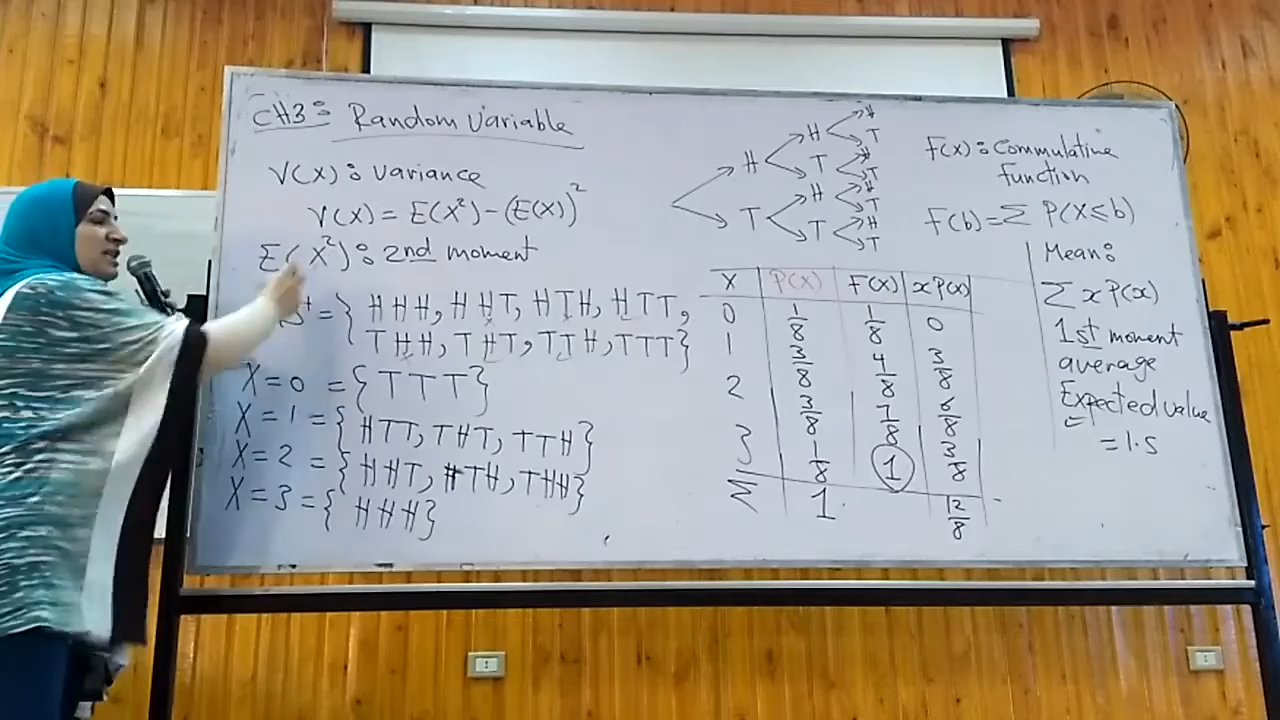 CH3: Random Variable
V(X): Variance
V(X) = E(X²) - (E(X))²
E(X²): 2nd moment
= { HHH, HHT, HTH, HTT,
THH, THT, TTH, TTT }
X=0 = { TTT }
X=1 = { HTT, THT, TTH }
X=2 = { HHT, HTH, THH }
X=3 = { HHH }
H
H T
H H
T T
H H
T T
T H
T
X P(X) F(X) xP(x)
0 1/8 1/8 0
1 3/8 4/8 3/8
2 3/8 7/8 6/8
3 1/8 1 3/8
Σ 1 12/8
F(x): Commulative
function
F(b) = Σ P(X≤b)
Mean:
Σ x P(x)
1st moment
average
Expected value
= 1.5